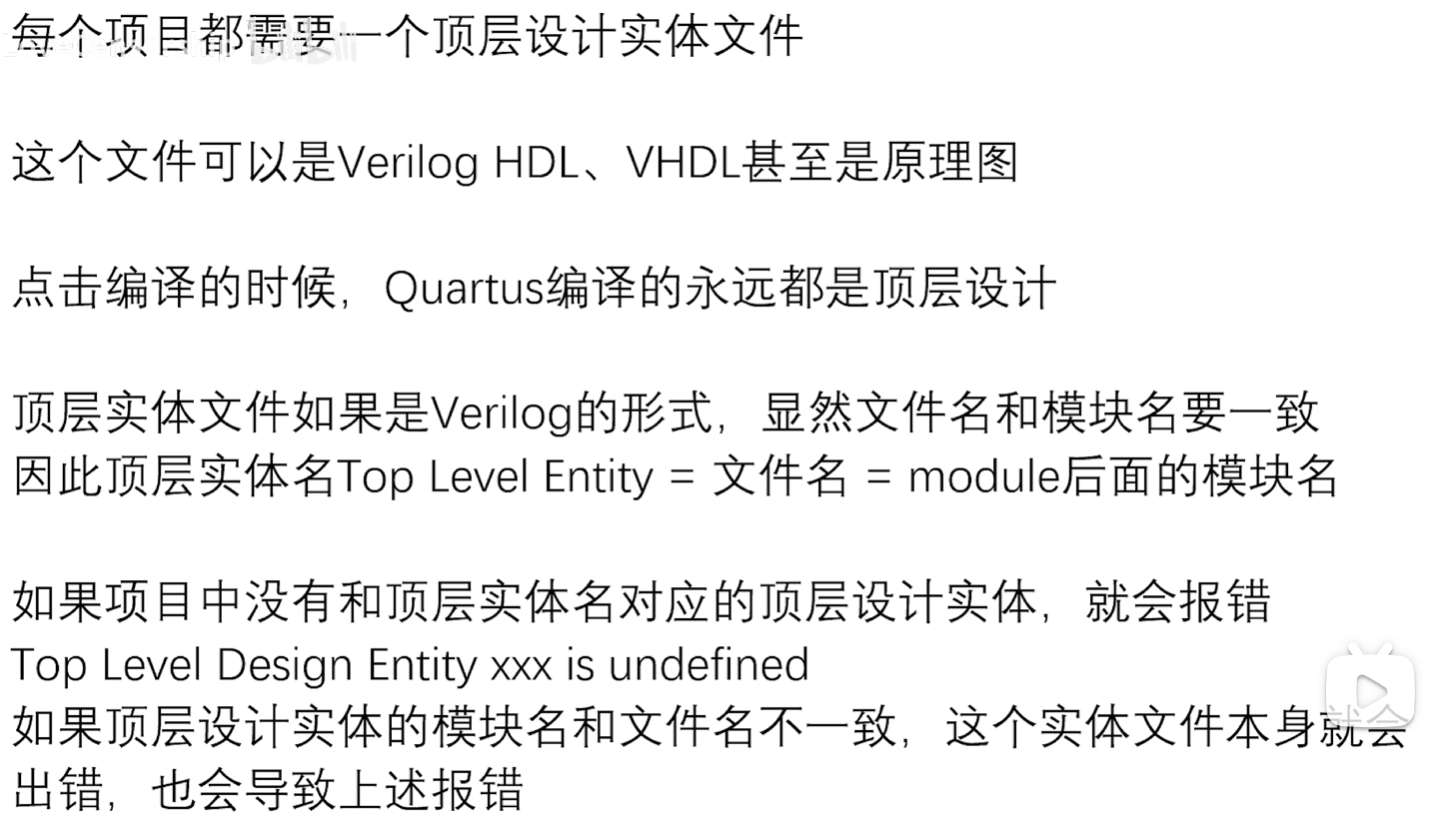 每个项目都需要一个顶层设计实体文件
这个文件可以是Verilog HDL、VHDL甚至是原理图
点击编译的时候，Quartus编译的永远都是顶层设计
顶层实体文件如果是Verilog的形式，显然文件名和模块名要一致
因此顶层实体名Top Level Entity = 文件名 = module后面的模块名
如果项目中没有和顶层实体名对应的顶层设计实体，就会报错
Top Level Design Entity xxx is undefined
如果顶层设计实体的模块名和文件名不一致，这个实体文件本身就会
出错，也会导致上述报错